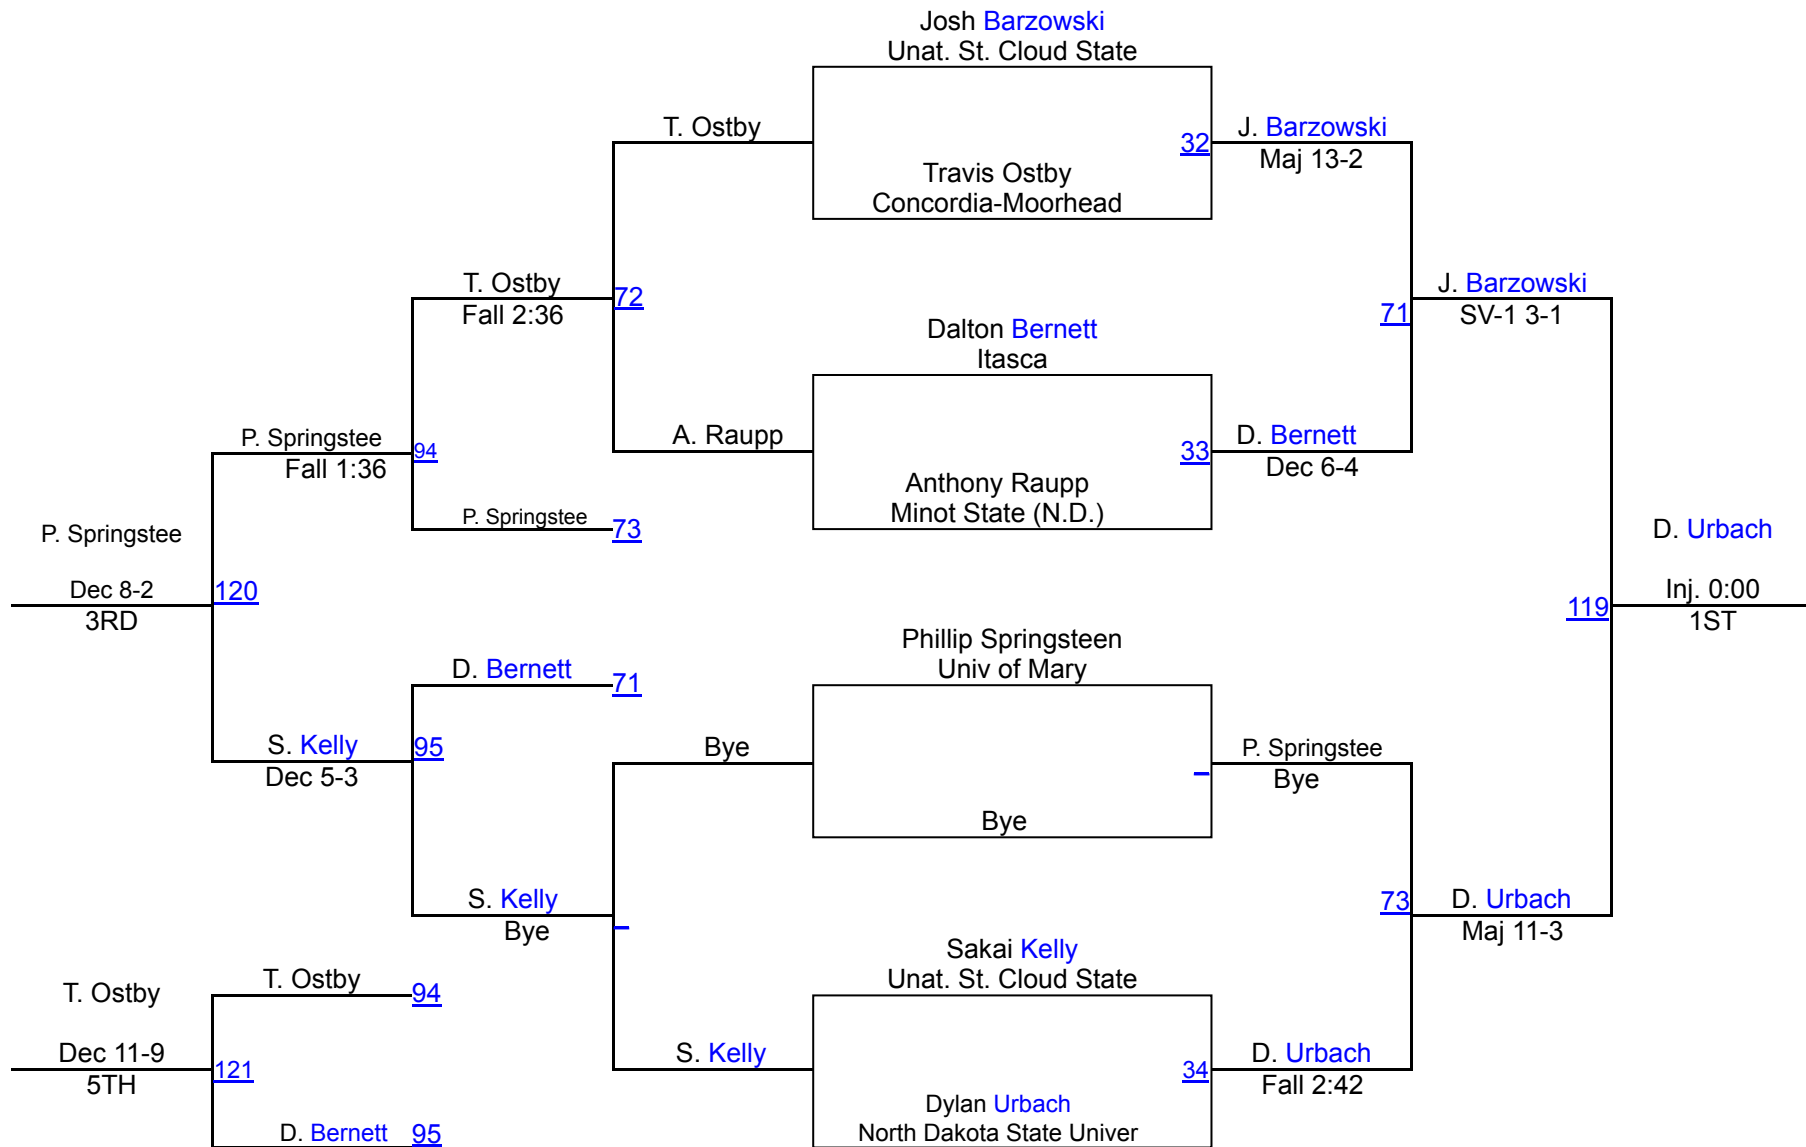 Josh Barzowski
Unat. St. Cloud State
T. Ostby
32
J. Barzowski
Maj 13-2
Travis Ostby
Concordia-Moorhead
T. Ostby
Fall 2:36
72
J. Barzowski
SV-1 3-1
71
Dalton Bernett
Itasca
A. Raupp
33
D. Bernett
Dec 6-4
Anthony Raupp
Minot State (N.D.)
P. Springstee
Fall 1:36
94
P. Springstee
73
P. Springstee
Dec 8-2
3RD
120
D. Urbach
Inj. 0:00
1ST
119
Phillip Springsteen
Univ of Mary
D. Bernett
71
S. Kelly
Dec 5-3
95
Bye
P. Springstee
Bye
Bye
S. Kelly
Bye
73
D. Urbach
Maj 11-3
Sakai Kelly
Unat. St. Cloud State
T. Ostby
94
T. Ostby
Dec 11-9
5TH
121
S. Kelly
34
D. Urbach
Fall 2:42
Dylan Urbach
North Dakota State Univer
D. Bernett
95